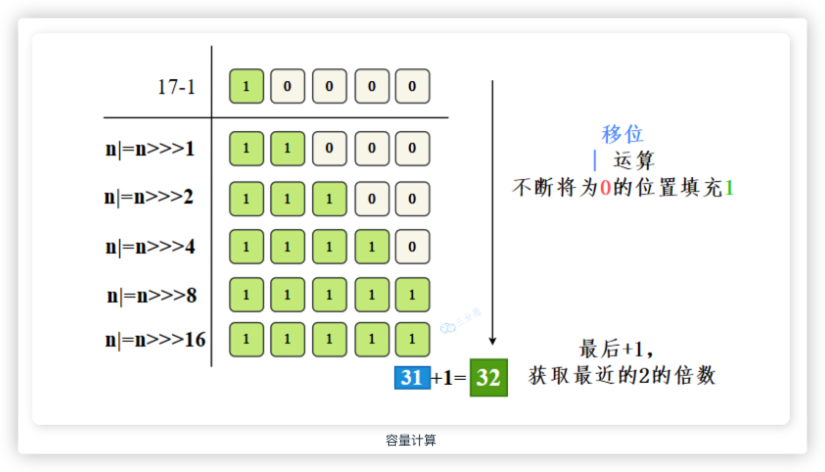 17-1 1 0 0 0 0
n|=n>>>1 1 1 0 0 0
n|=n>>>2 1 1 1 0 0
n|=n>>>4 1 1 1 1 0
n|=n>>>8 1 1 1 1 1
n|=n>>>16 1 1 1 1 1
31+1=32
移位
| 运算
不断将为0的位置填充1
最后+1,
获取最近的2的倍数
容量计算